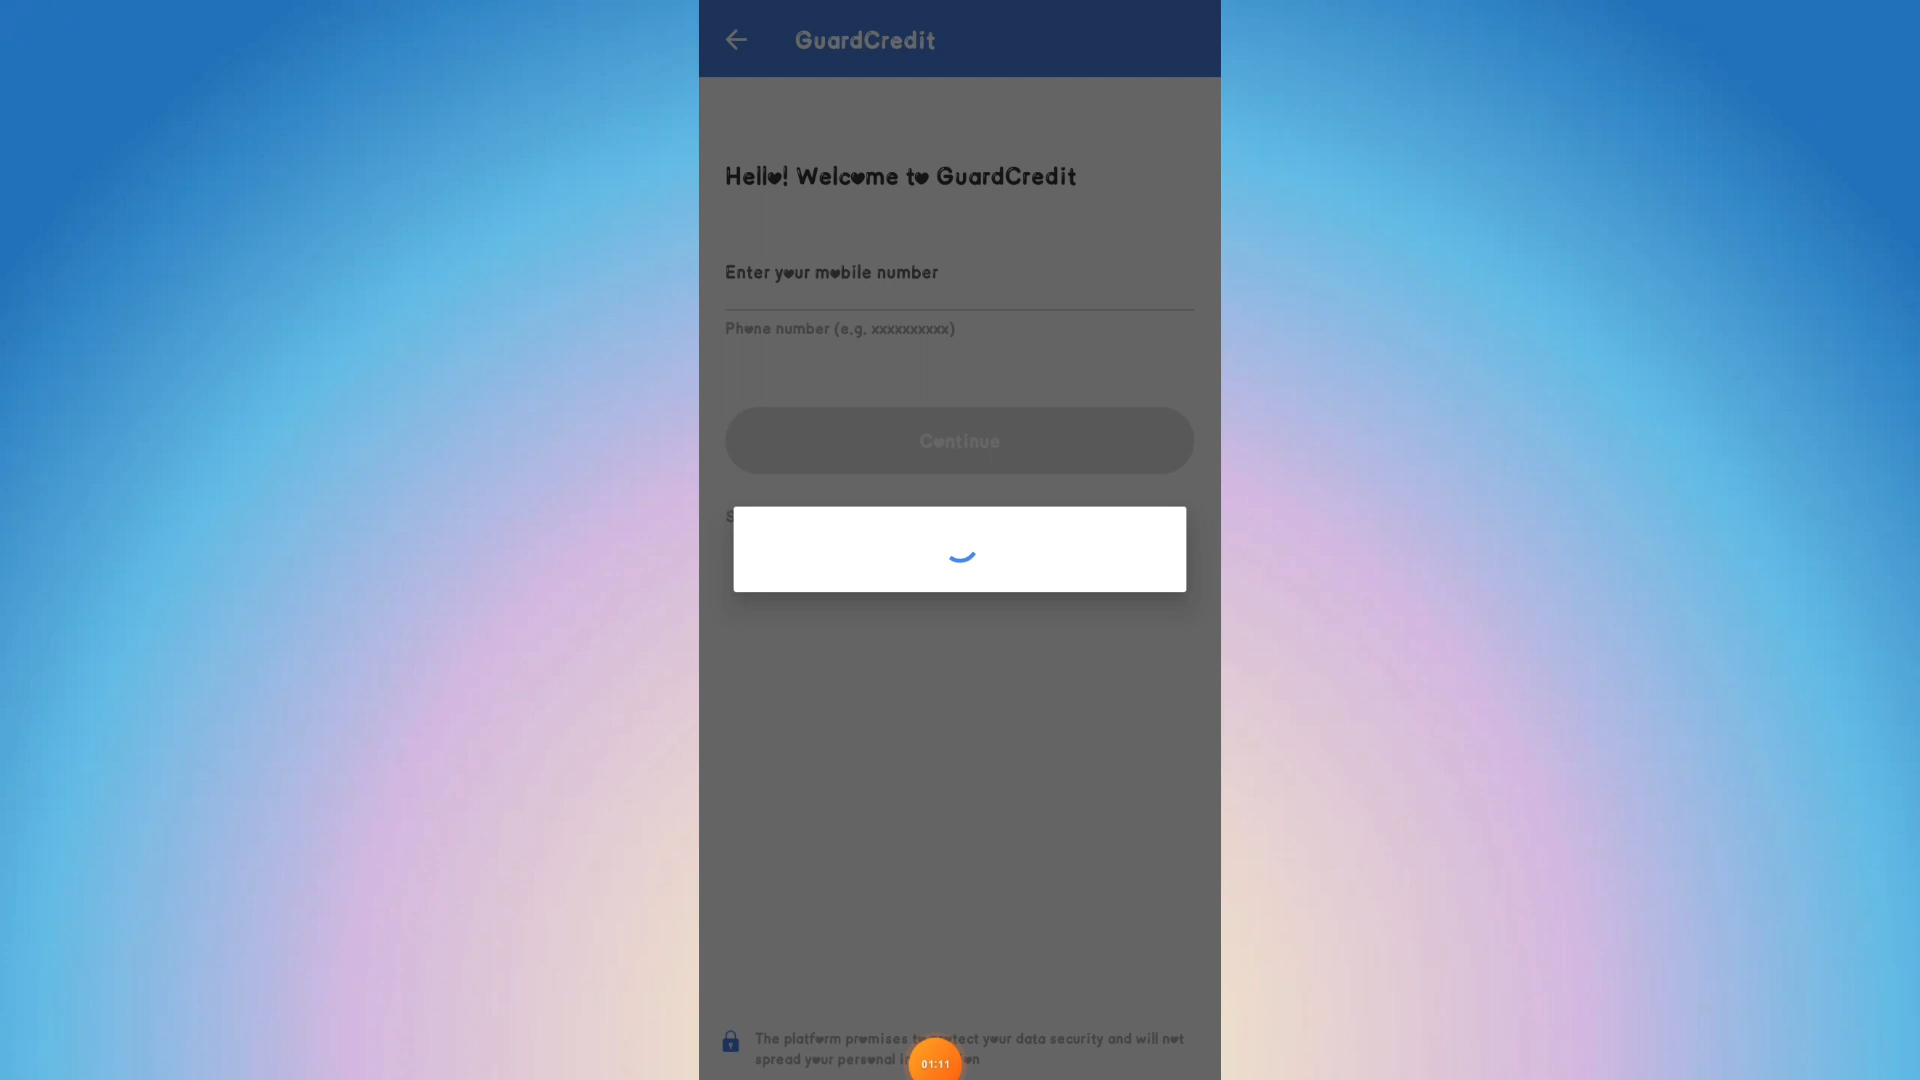 GuardCredit
Hello! Welcome to GuardCredit
Enter your mobile number
Phone number (e.g. xxxxxxxxxx)
Continue
The platform promises to protect your data security and will not
spread your personal
01:11